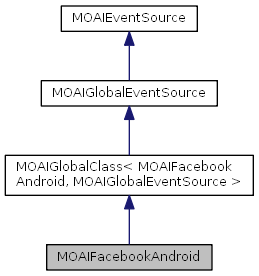 MOAIEventSource
MOAIGlobalEventSource
MOAIGlobalClass< MOAIFacebook
Android, MOAIGlobalEventSource >
MOAIFacebookAndroid